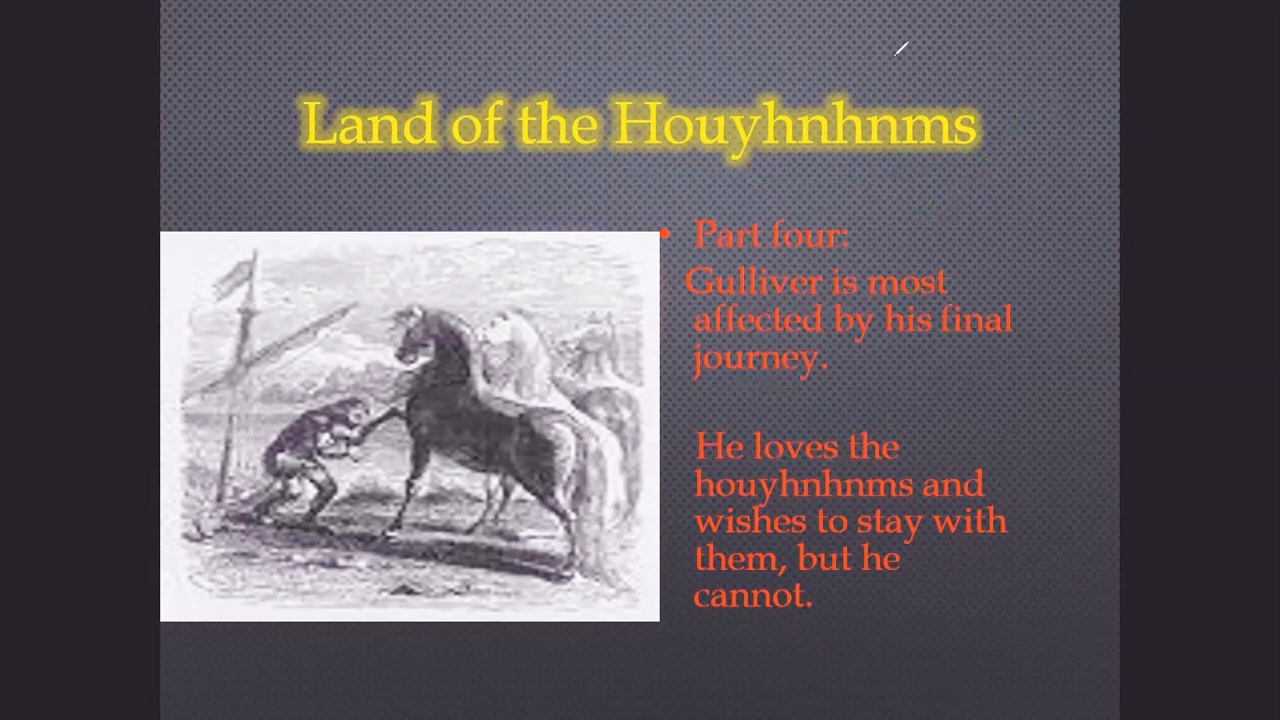 Land of the Houyhnhnms
• Part four:
Gulliver is most
affected by his final
journey.
He loves the
houyhnhnms and
wishes to stay with
them, but he
cannot.